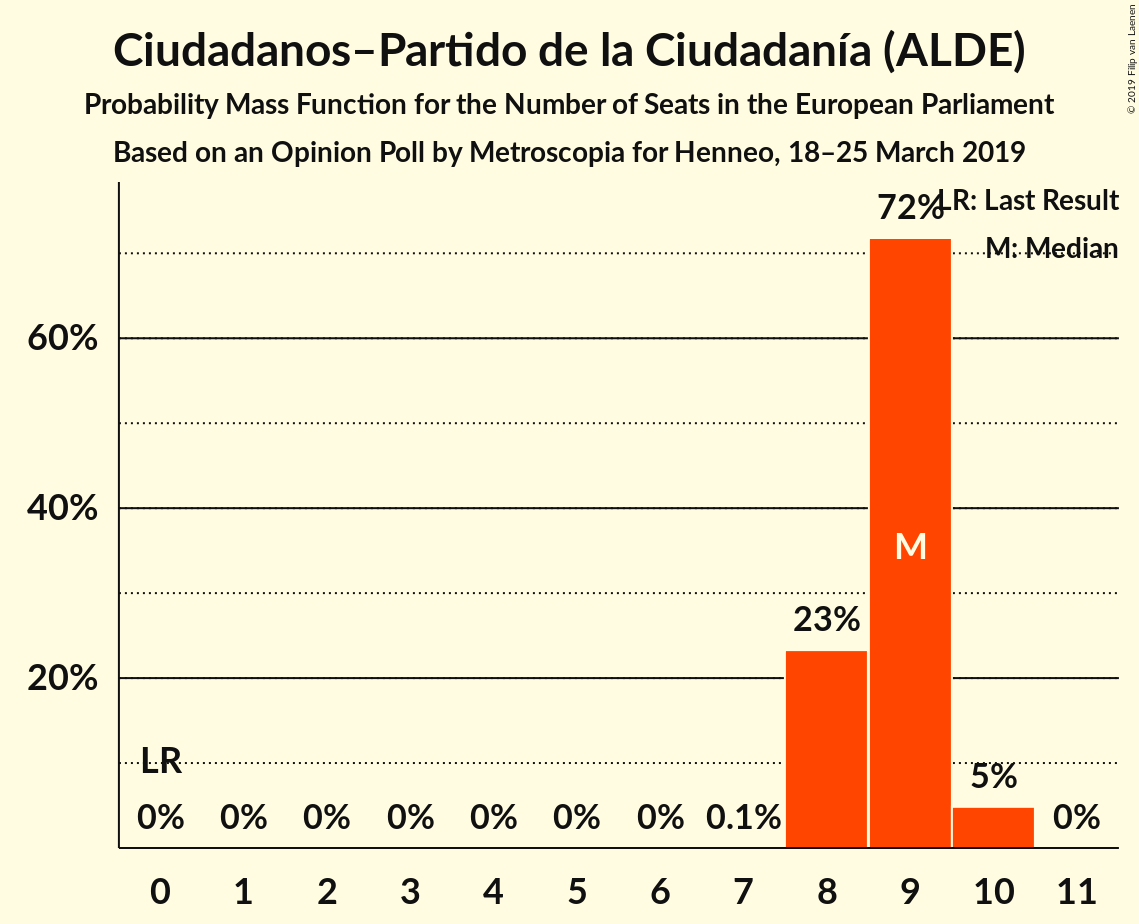 Ciudadanos–Partido de la Ciudadanía (ALDE)
Probability Mass Function for the Number of Seats in the European Parliament
Based on an Opinion Poll by Metroscopia for Henneo, 18–25 March 2019
© 2019 Filip van Laenen
LR: Last Result
M: Median
72%
60%
40%
M
23%
20%
LR
5%
0% 0% 0% 0% 0% 0% 0% 0.1% 0%
0 1 2 3 4 5 6 7 8 9 10 11